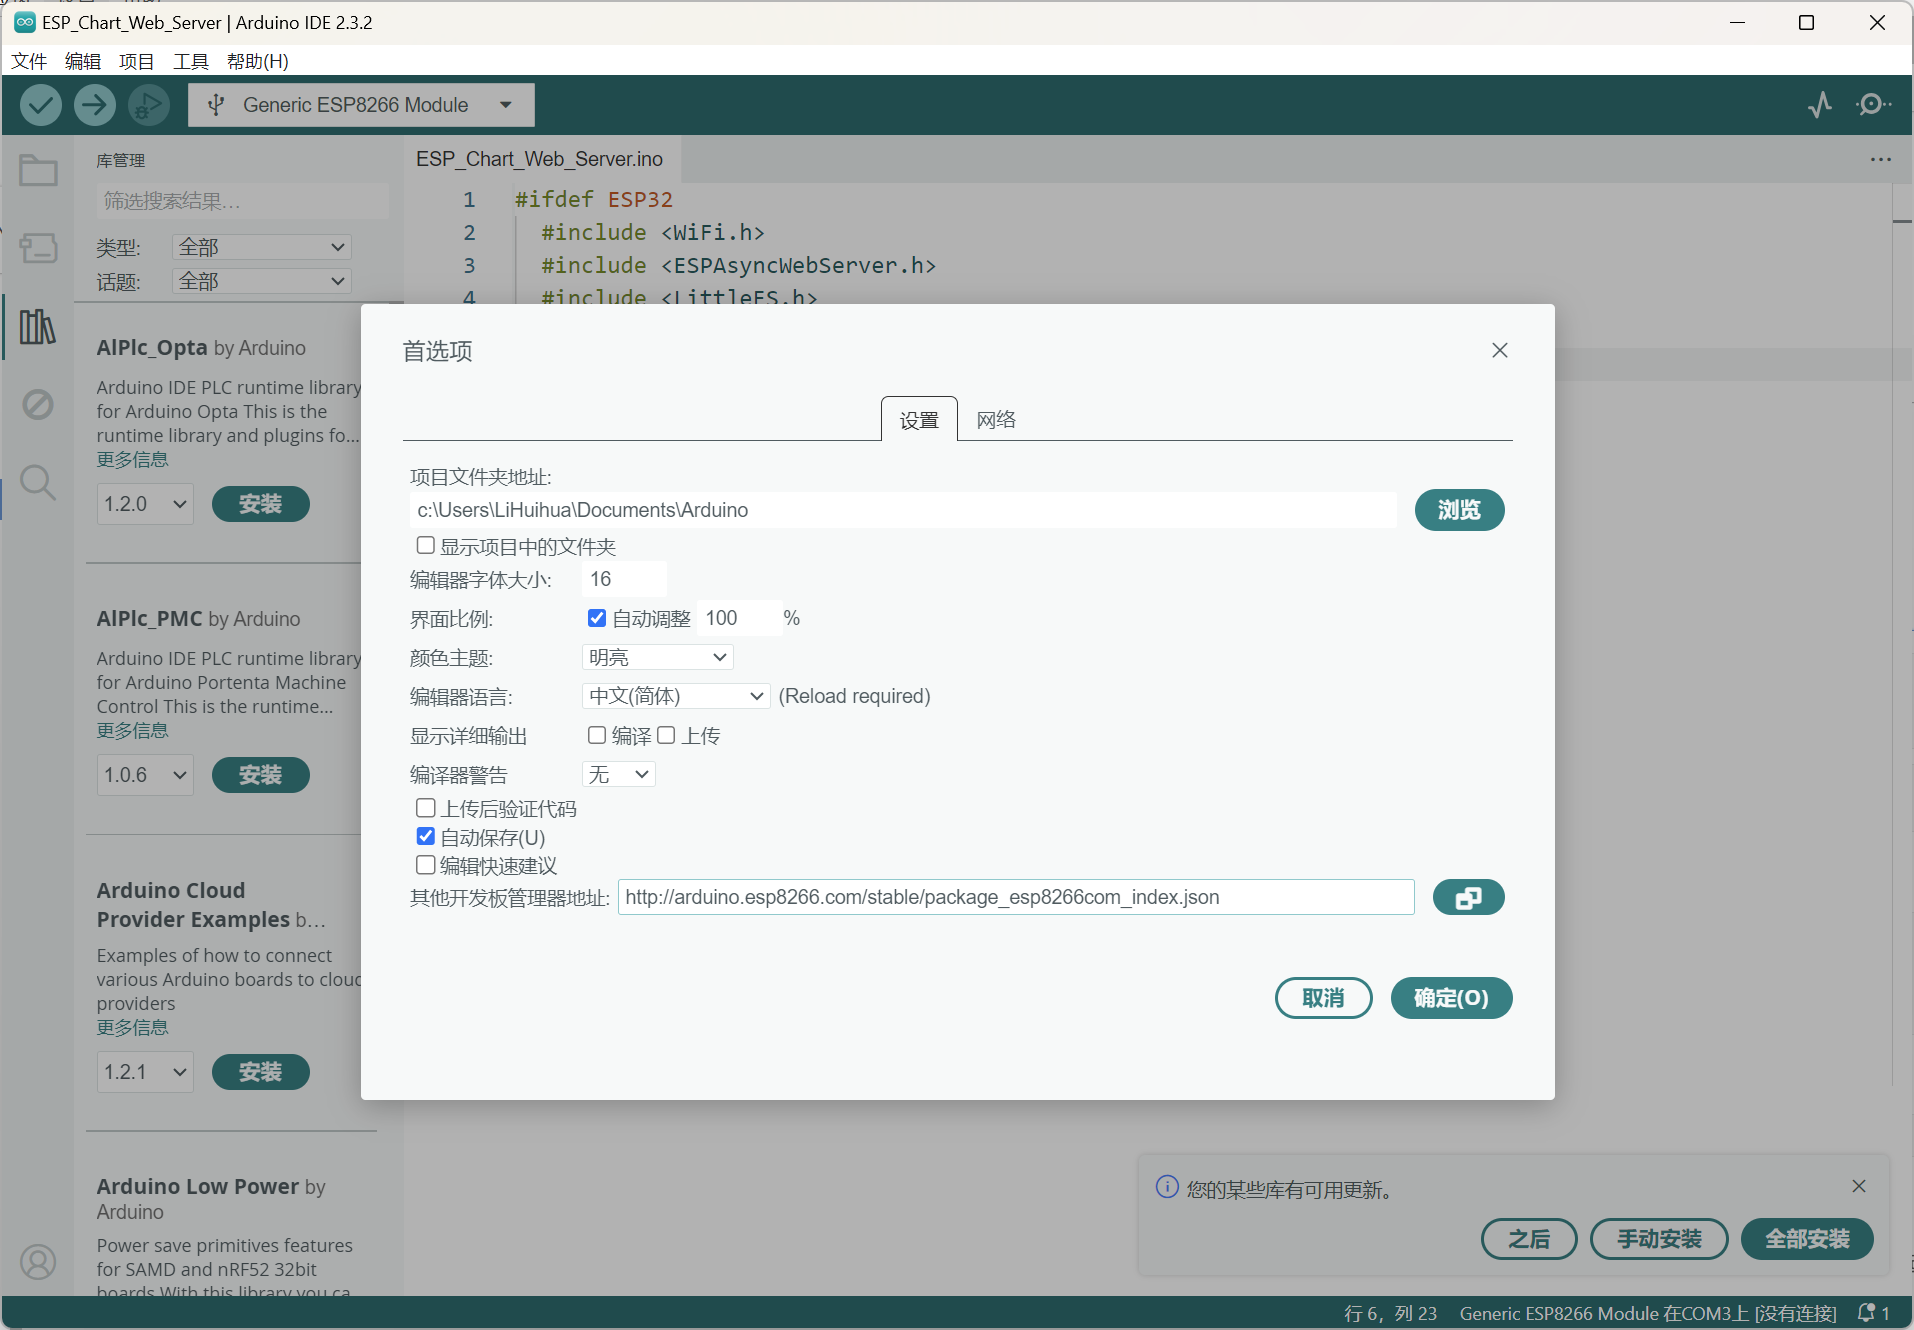 ESP_Chart_Web_Server | Arduino IDE 2.3.2
文件 编辑 项目 工具 帮助(H)
Generic ESP8266 Module
库管理
筛选搜索结果...
类型: 全部
话题: 全部
AlPlc_Opta by Arduino
Arduino IDE PLC runtime library
for Arduino Opta This is the
runtime library and plugins fo...
更多信息
1.2.0 安装
AlPlc_PMC by Arduino
Arduino IDE PLC runtime library
for Arduino Portenta Machine
Control This is the runtime...
更多信息
1.0.6 安装
Arduino Cloud
Provider Examples b...
Examples of how to connect
various Arduino boards to cloud
providers
更多信息
1.2.1 安装
Arduino Low Power by
Arduino
Power save primitives features
for SAMD and nRF52 32bit
boards With this library you ca
ESP_Chart_Web_Server.ino
1 #ifdef ESP32
2 #include <WiFi.h>
3 #include <ESPAsyncWebServer.h>
4 #include <LittleFS.h>
首选项
设置 网络
项目文件夹地址:
c:\Users\LiHuihua\Documents\Arduino 浏览
显示项目中的文件夹
编辑器字体大小: 16
界面比例: 自动调整 100 %
颜色主题: 明亮
编辑器语言: 中文(简体) (Reload required)
显示详细输出 编译 上传
编译器警告 无
上传后验证代码
自动保存(U)
编辑快速建议
其他开发板管理器地址: http://arduino.esp8266.com/stable/package_esp8266com_index.json
取消 确定(O)
您的某些库有可用更新。
之后 手动安装 全部安装
行 6，列 23 Generic ESP8266 Module 在COM3上 [没有连接] 1